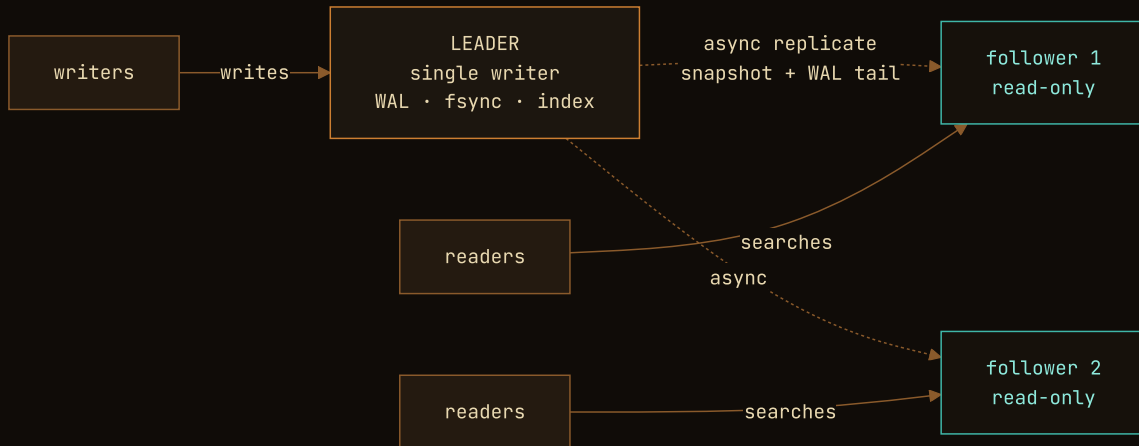 writers
writes
LEADER
single writer
WAL · fsync · index
async replicate
snapshot + WAL tail
follower 1
read-only
readers
searches
async
follower 2
read-only
readers
searches